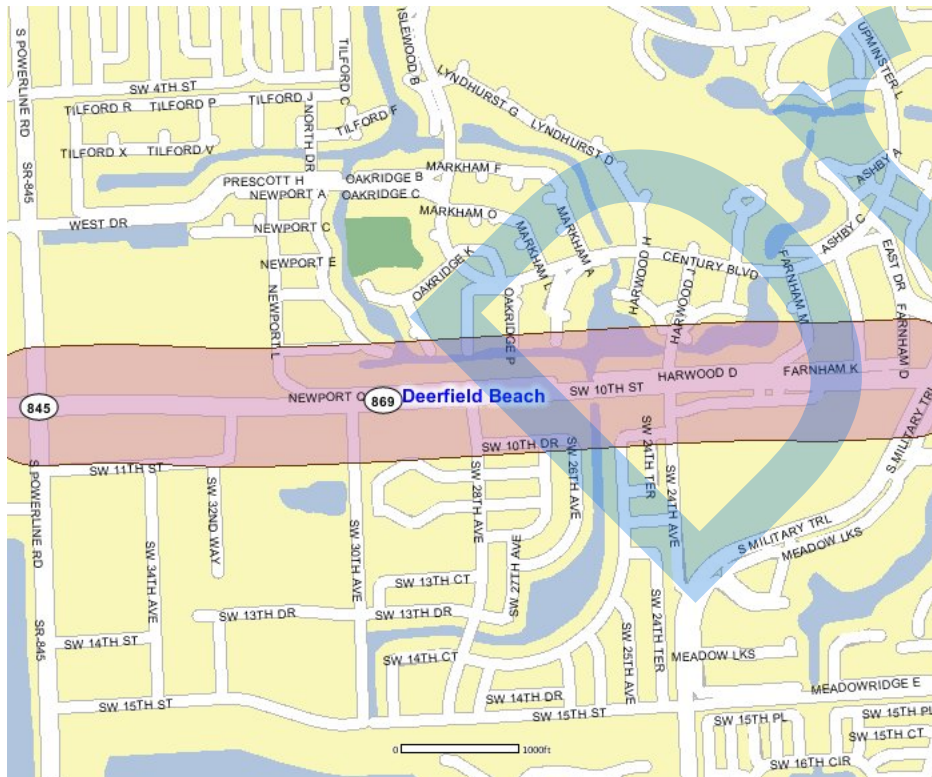 S POWERLINE RD
SR-845
SW 4TH ST
TILFORD R
TILFORD P
TILFORD J
TILFORD C
TILFORD F
TILFORD X
TILFORD V
NORTH DR
ISLEWOOD B
LYNDHURST G
LYNDHURST D
UPMINSTER L
PRESCOTT H
OAKRIDGE B
MARKHAM F
NEWPORT A
OAKRIDGE C
ASHBY A
WEST DR
NEWPORT C
MARKHAM O
MARKHAM A
ASHBY C
NEWPORT E
OAKRIDGE K
MARKHAM L
HARWOOD H
CENTURY BLVD
EAST DR
HARWOOD J
FARNHAM M
NEWPORT L
OAKRIDGE P
FARNHAM D
HARWOOD D
FARNHAM K
NEWPORT Q
869
Deerfield Beach
SW 10TH ST
845
S MILITARY TRL
SW 10TH DR
SW 11TH ST
S POWERLINE RD
SW 32ND WAY
SW 28TH AVE
SW 26TH AVE
SW 24TH TER
SW 24TH AVE
SW 34TH AVE
SW 30TH AVE
SW 27TH AVE
S MILITARY TRL
MEADOW LKS
SW 13TH CT
SW 13TH DR
SW 13TH DR
SR-845
SW 14TH ST
SW 14TH CT
SW 25TH AVE
SW 24TH TER
MEADOW LKS
SW 14TH DR
MEADOWRIDGE E
SW 15TH ST
SW 15TH ST
SW 15TH PL
SW 15TH PL
SW 15TH CT
SW 16TH CIR
0
1000ft